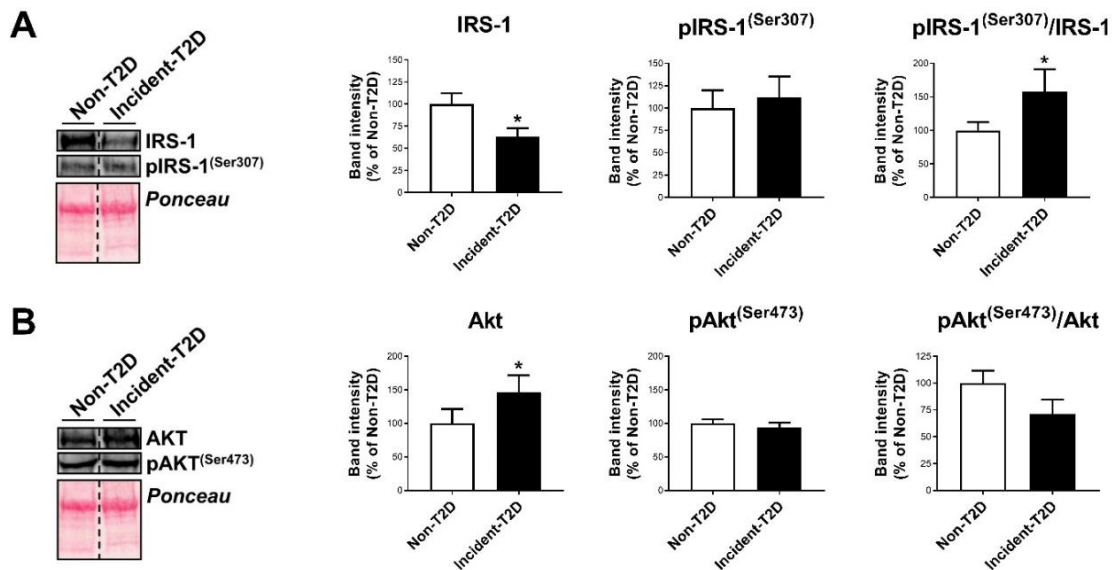 A
Non-T2D
Incident-T2D
IRS-1
pIRS-1(Ser307)
Ponceau
IRS-1
Band intensity
(% of Non-T2D)
150
125
100
75
50
25
0
*
Non-T2D
Incident-T2D
pIRS-1(Ser307)
Band intensity
(% of Non-T2D)
150
125
100
75
50
25
0
Non-T2D
Incident-T2D
pIRS-1(Ser307)/IRS-1
Band intensity
(% of Non-T2D)
200
150
100
50
0
*
Non-T2D
Incident-T2D
B
Non-T2D
Incident-T2D
AKT
pAKT(Ser473)
Ponceau
Akt
Band intensity
(% of Non-T2D)
200
150
100
50
0
*
Non-T2D
Incident-T2D
pAkt(Ser473)
Band intensity
(% of Non-T2D)
200
150
100
50
0
Non-T2D
Incident-T2D
pAkt(Ser473)/Akt
Band intensity
(% of Non-T2D)
125
100
75
50
25
0
Non-T2D
Incident-T2D